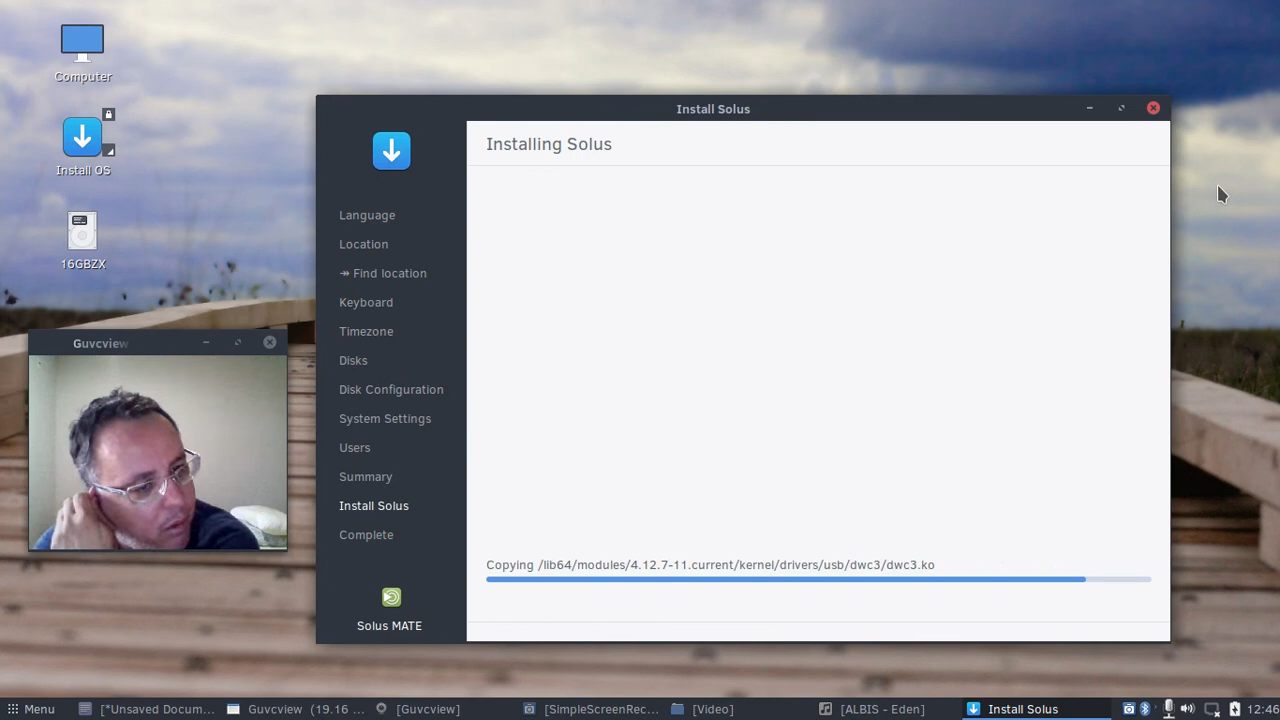 Computer
Install OS
16GBZX
Guvcview
Install Solus
Installing Solus
Language
Location
↠ Find location
Keyboard
Timezone
Disks
Disk Configuration
System Settings
Users
Summary
Install Solus
Complete
Solus MATE
Copying /lib64/modules/4.12.7-11.current/kernel/drivers/usb/dwc3/dwc3.ko
Menu
[*Unsaved Docum...
Guvcview (19.16 ...
[Guvcview]
[SimpleScreenRec...
[Video]
[ALBIS - Eden]
Install Solus
12:46